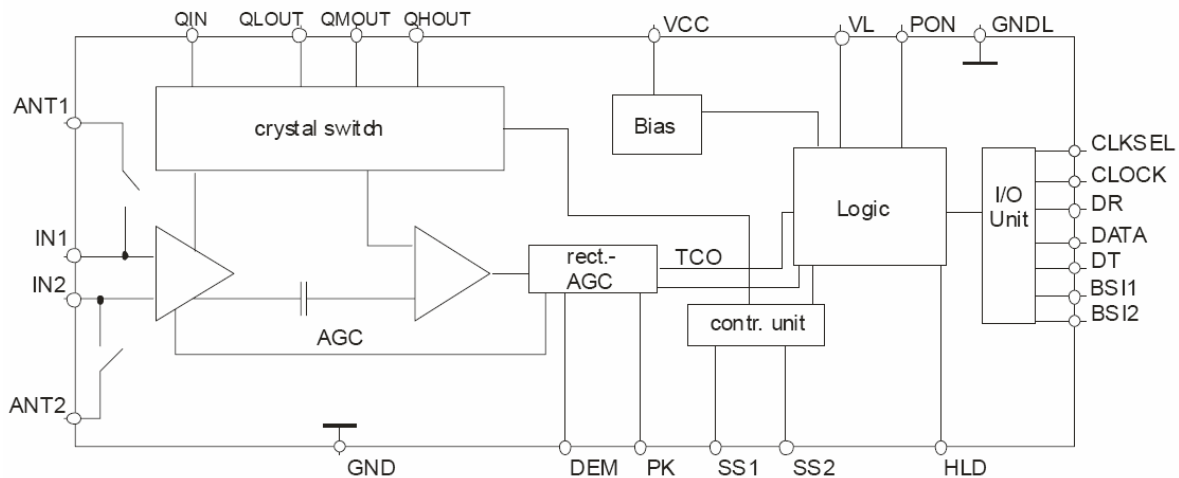 QIN QLOUT QMOUT QHOUT VCC VL PON GNDL
ANT1
crystal switch
Bias
CLKSEL
CLOCK
I/O
Unit
DR
Logic
IN1
DATA
rect.-
AGC
TCO
DT
IN2
BSI1
BSI2
contr. unit
AGC
ANT2
GND DEM PK SS1 SS2 HLD